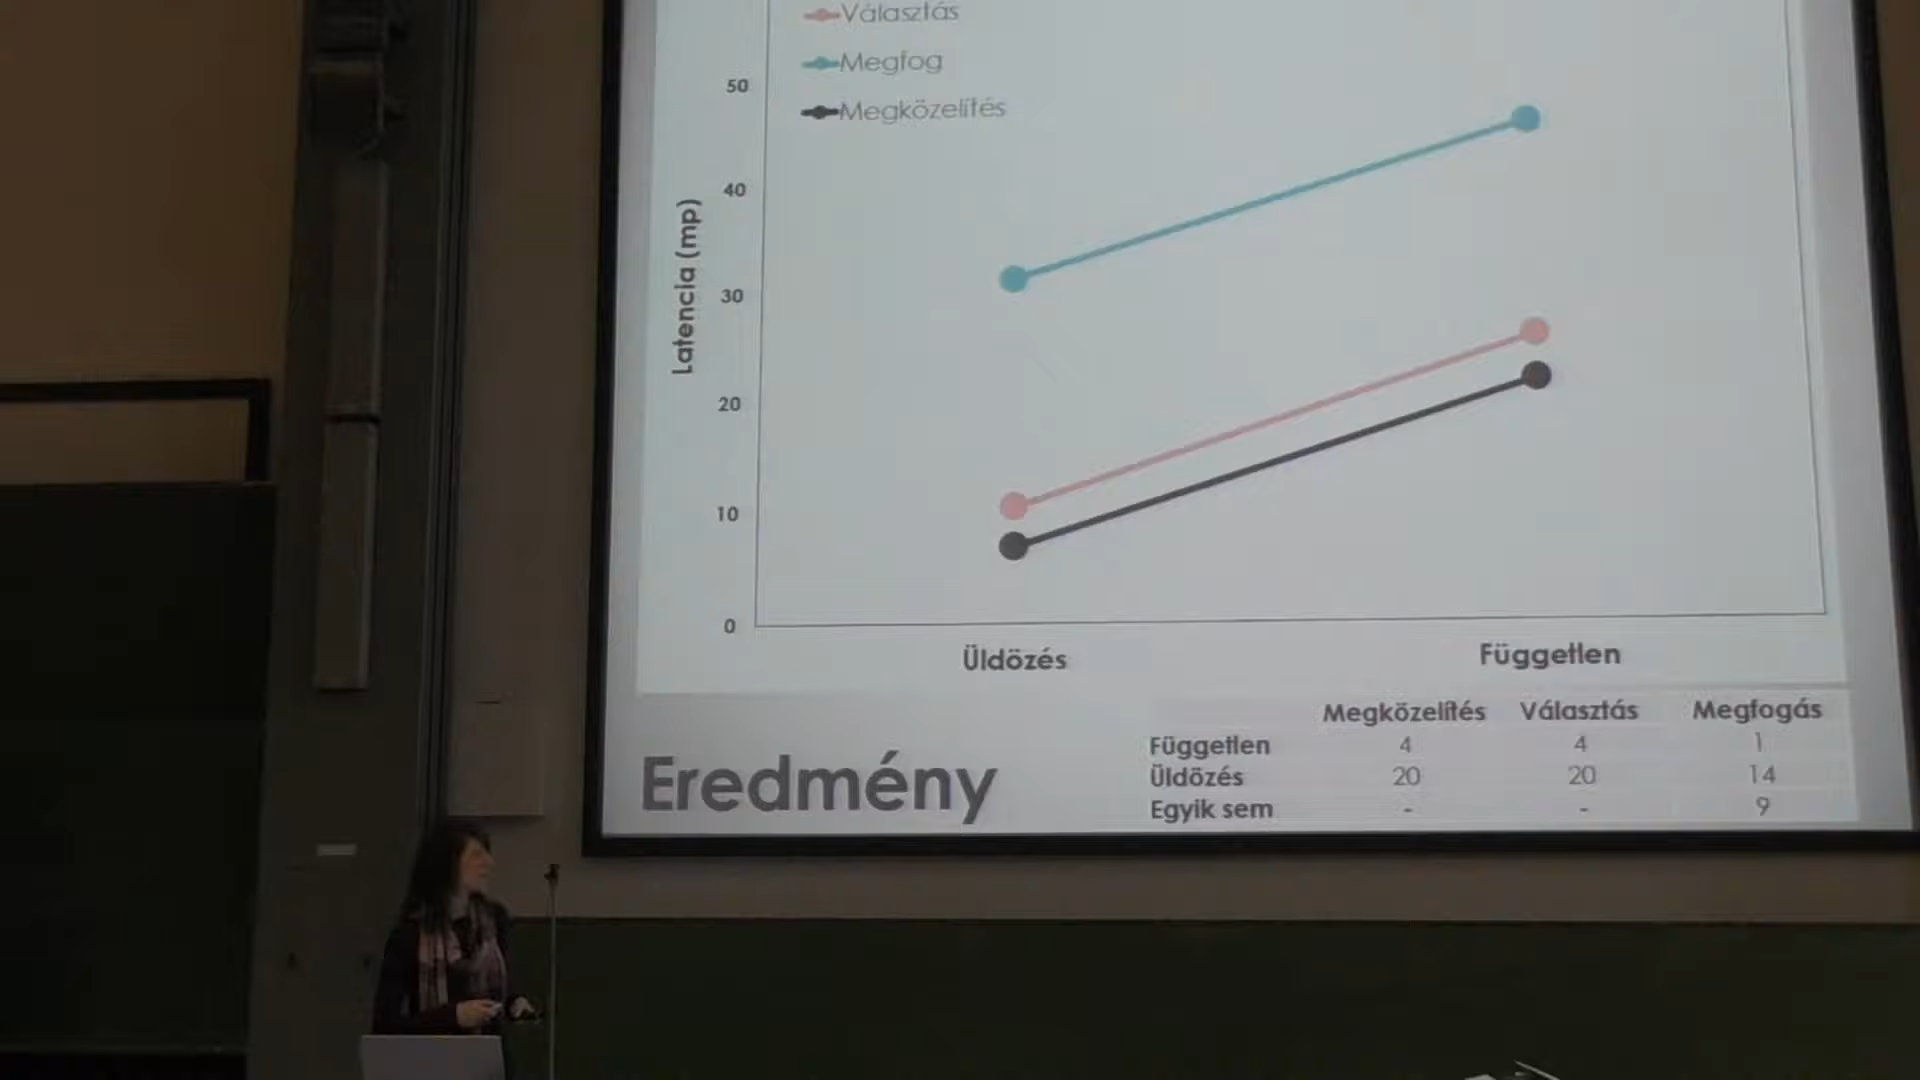 Választás
Megfog
Megközelítés
50
40
30
20
10
0
Latencia (mp)
Üldözés
Független
Eredmény
Megközelítés Választás Megfogás
Független 4 4 1
Üldözés 20 20 14
Egyik sem - - 9